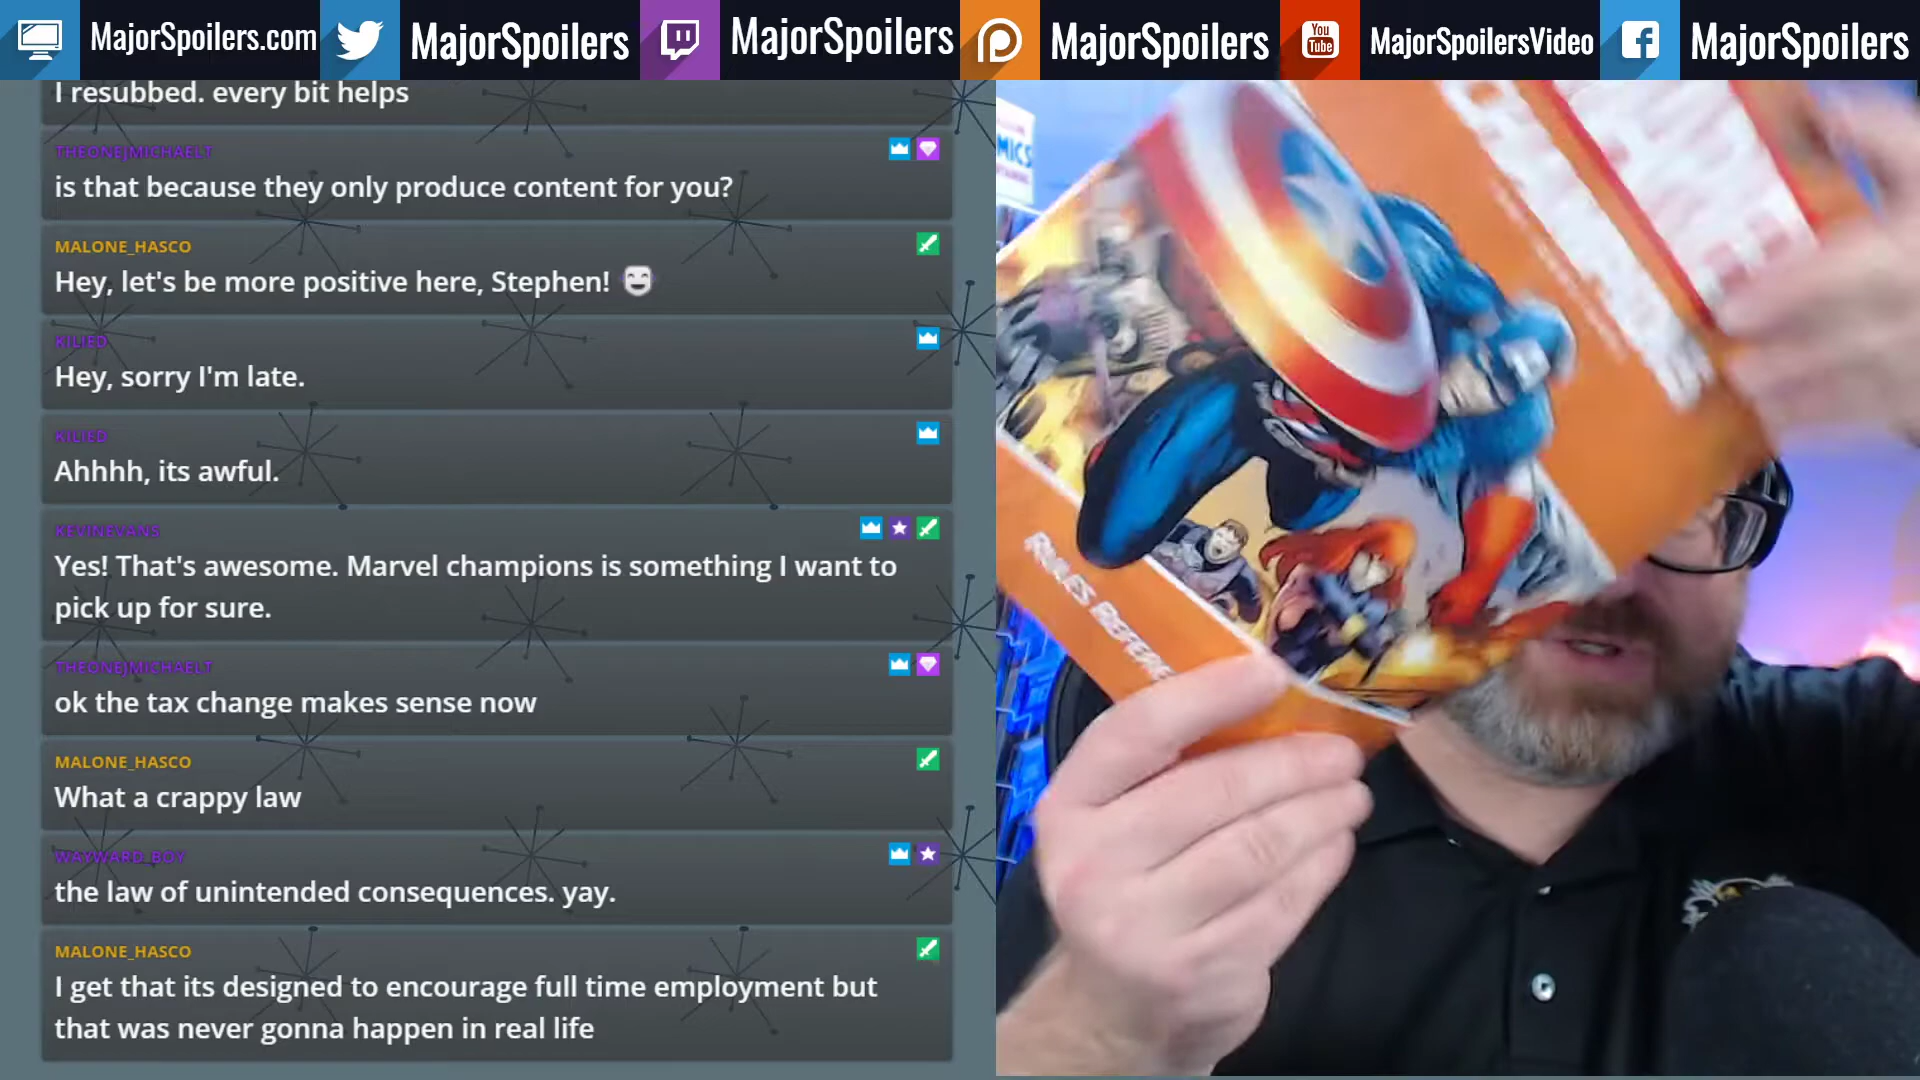 MajorSpoilers.com
MajorSpoilers
MajorSpoilers
MajorSpoilers
You
Tube
MajorSpoilersVideo
MajorSpoilers
I resubbed. every bit helps
THEONEJMICHAELT
is that because they only produce content for you?
MALONE_HASCO
Hey, let's be more positive here, Stephen!
KILIED
Hey, sorry I'm late.
KILIED
Ahhhh, its awful.
KEVINEVANS
Yes! That's awesome. Marvel champions is something I want to
pick up for sure.
THEONEJMICHAELT
ok the tax change makes sense now
MALONE_HASCO
What a crappy law
WAYWARD_BOY
the law of unintended consequences. yay.
MALONE_HASCO
I get that its designed to encourage full time employment but
that was never gonna happen in real life
RULES